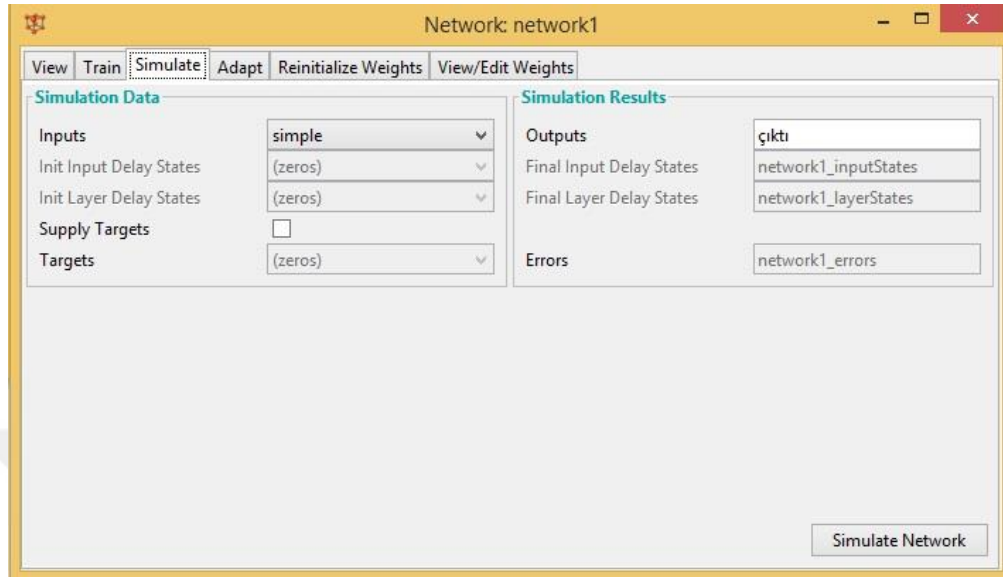 Network: network1
View Train Simulate Adapt Reinitialize Weights View/Edit Weights
Simulation Data
Inputs simple
Init Input Delay States (zeros)
Init Layer Delay States (zeros)
Supply Targets
Targets (zeros)
Simulation Results
Outputs çıktı
Final Input Delay States network1_inputStates
Final Layer Delay States network1_layerStates
Errors network1_errors
Simulate Network